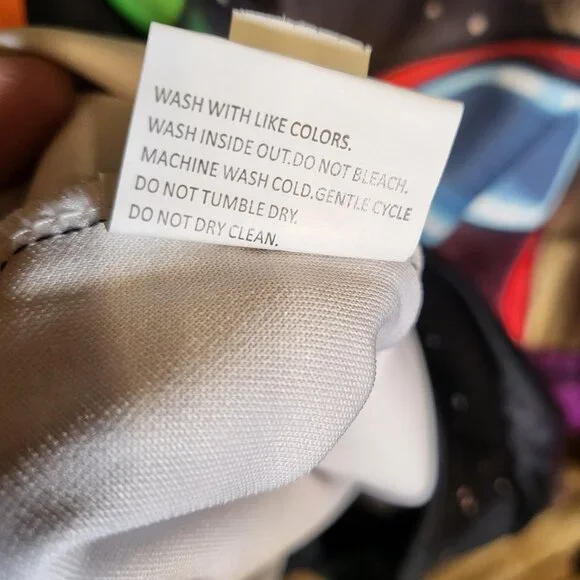 WASH WITH LIKE COLORS.
WASH INSIDE OUT.DO NOT BLEACH.
MACHINE WASH COLD.GENTLE CYCLE
DO NOT TUMBLE DRY.
DO NOT DRY CLEAN.